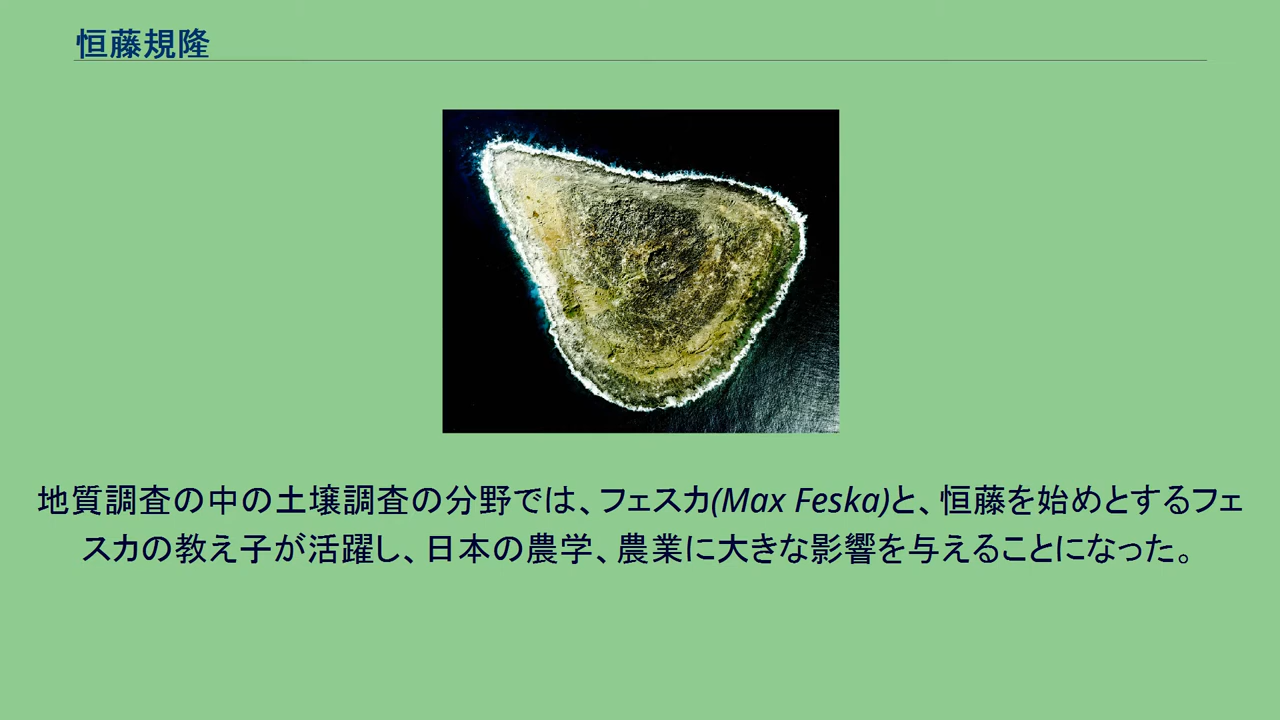 恒藤規隆
地質調査の中の土壌調査の分野では、フェスカ(Max Feska)と、恒藤を始めとするフェ
スカの教え子が活躍し、日本の農学、農業に大きな影響を与えることになった。